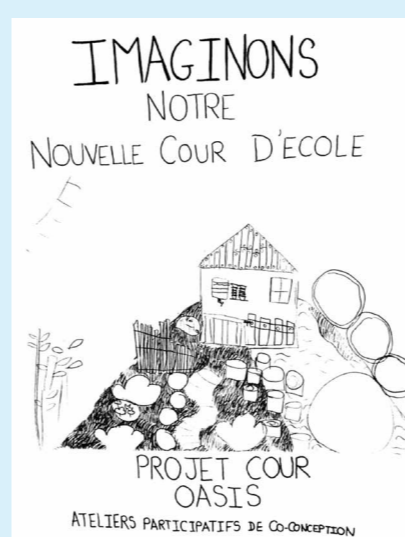 IMAGINONS
NOTRE
NOUVELLE COUR D'ECOLE
PROJET COUR
OASIS
ATELIERS PARTICIPATIFS DE CO-CONCEPTION